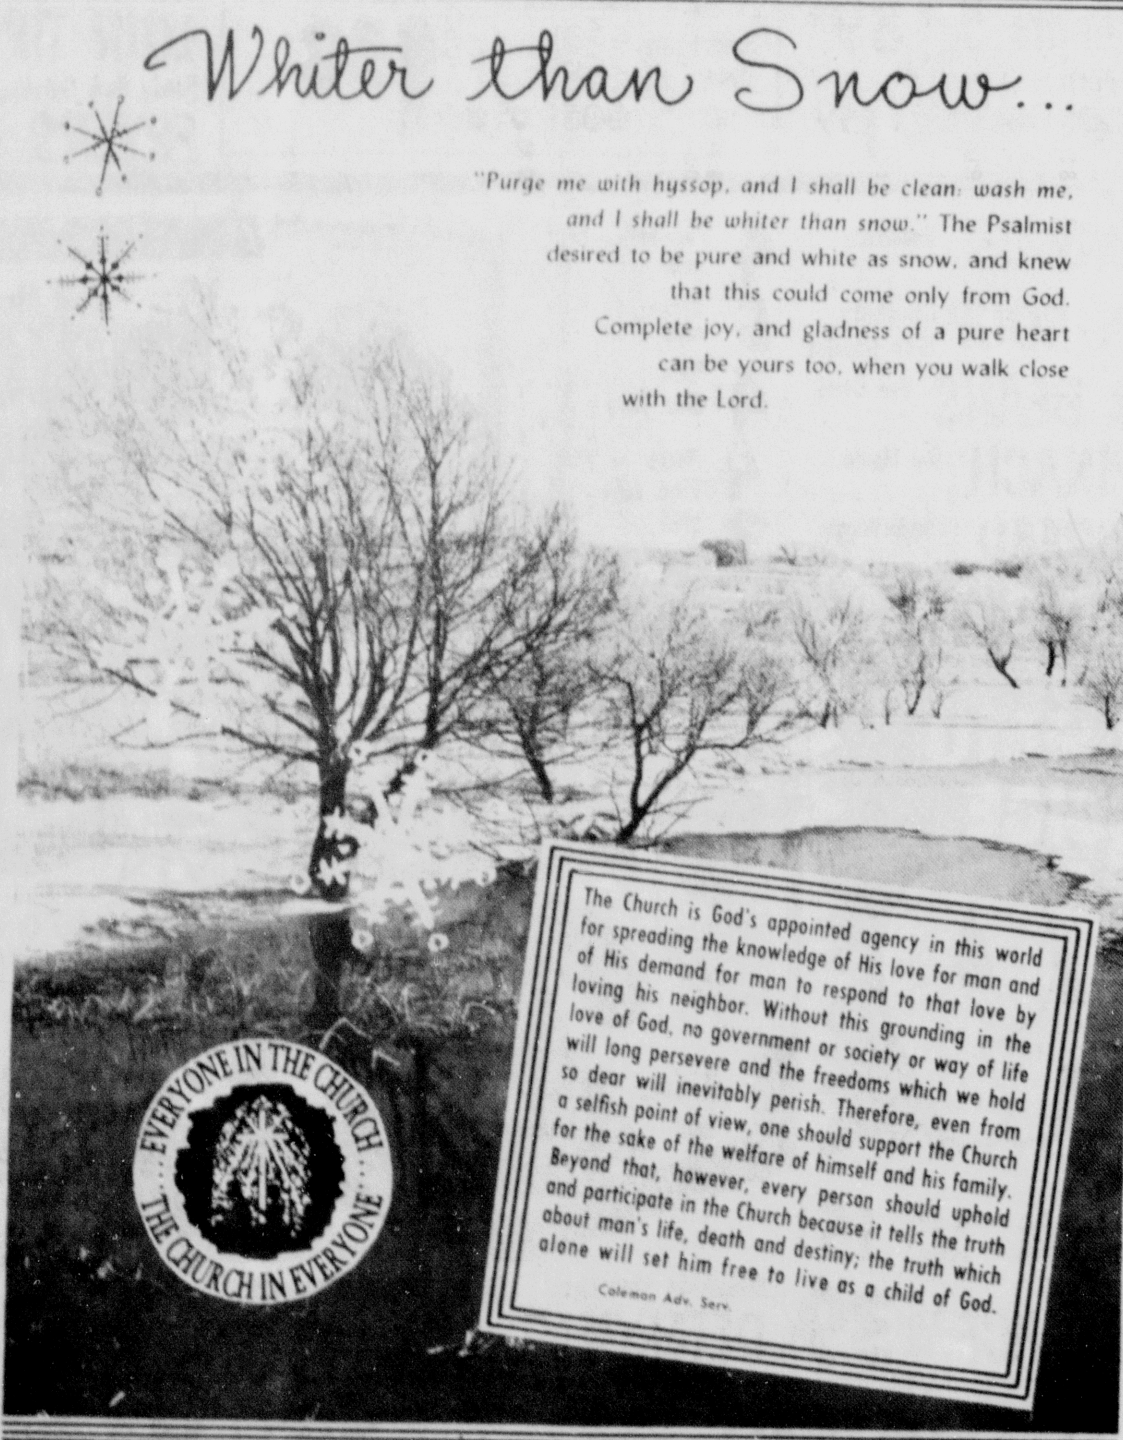 Whiter than Snow...
"Purge me with hyssop, and I shall be clean: wash me,
and I shall be whiter than snow." The Psalmist
desired to be pure and white as snow, and knew
that this could come only from God.
Complete joy, and gladness of a pure heart
can be yours too, when you walk close
with the Lord.
The Church is God's appointed agency in this world
for spreading the knowledge of His love for man and
of His demand for man to respond to that love by
loving his neighbor. Without this grounding in the
love of God, no government or society or way of life
will long persevere and the freedoms which we hold
so dear will inevitably perish. Therefore, even from
a selfish point of view, one should support the Church
for the sake of the welfare of himself and his family.
Beyond that, however, every person should uphold
and participate in the Church because it tells the truth
about man's life, death and destiny; the truth which
alone will set him free to live as a child of God.
Coleman Adv. Serv.
EVERYONE IN THE CHURCH...
...THE CHURCH IN EVERYONE